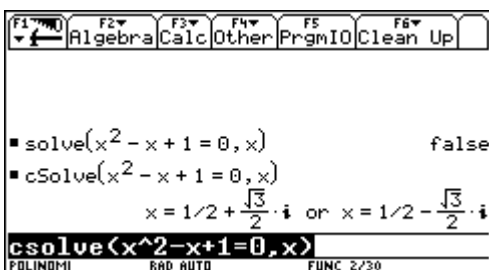 F1 F2 F3 F4 F5 F6
Algebra Calc Other PrgmIO Clean Up
▪solve(x² - x + 1 = 0, x) false
▪cSolve(x² - x + 1 = 0, x)
x = 1/2 + √3/2·i or x = 1/2 - √3/2·i
csolve(x^2-x+1=0,x)
POLINOMI RAD AUTO FUNC 2/30